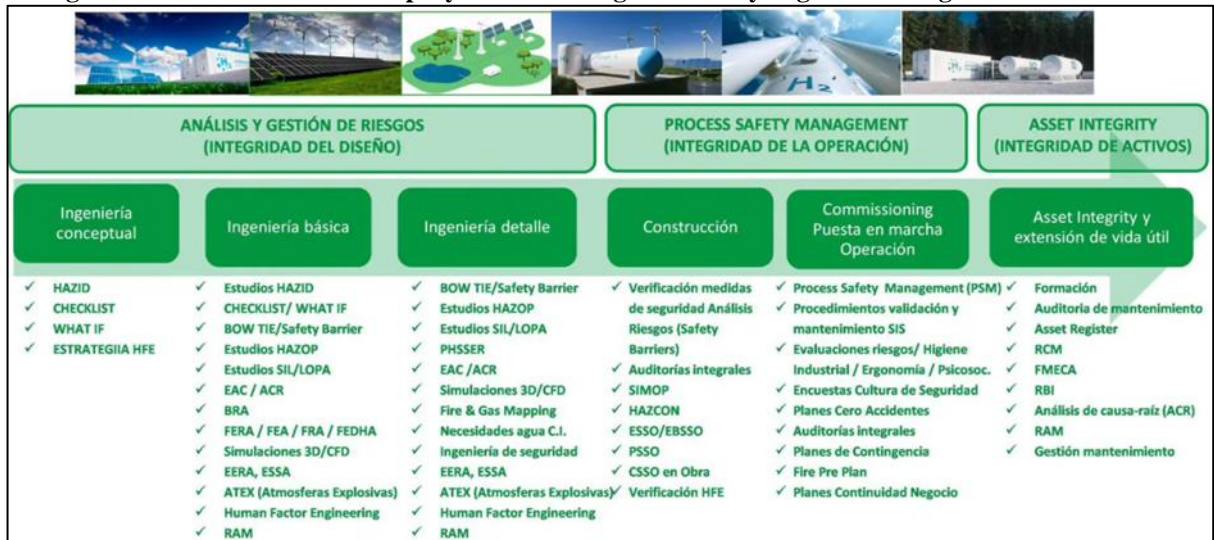 H2
ANÁLISIS Y GESTIÓN DE RIESGOS
(INTEGRIDAD DEL DISEÑO)
PROCESS SAFETY MANAGEMENT
(INTEGRIDAD DE LA OPERACIÓN)
ASSET INTEGRITY
(INTEGRIDAD DE ACTIVOS)
Ingeniería
conceptual
Ingeniería básica
Ingeniería detalle
Construcción
Commissioning
Puesta en marcha
Operación
Asset Integrity y
extensión de vida útil
✓ HAZID
✓ CHECKLIST
✓ WHAT IF
✓ ESTRATEGIIA HFE
✓ Estudios HAZID
✓ CHECKLIST/ WHAT IF
✓ BOW TIE/Safety Barrier
✓ Estudios HAZOP
✓ Estudios SIL/LOPA
✓ EAC / ACR
✓ BRA
✓ FERA / FEA / FRA / FEDHA
✓ Simulaciones 3D/CFD
✓ EERA, ESSA
✓ ATEX (Atmosferas Explosivas)
✓ Human Factor Engineering
✓ RAM
✓ BOW TIE/Safety Barrier
✓ Estudios HAZOP
✓ Estudios SIL/LOPA
✓ PHSSER
✓ EAC /ACR
✓ Simulaciones 3D/CFD
✓ Fire & Gas Mapping
✓ Necesidades agua C.I.
✓ Ingeniería de seguridad
✓ EERA, ESSA
✓ ATEX (Atmosferas Explosivas)
✓ Human Factor Engineering
✓ RAM
✓ Verificación medidas
de seguridad Análisis
Riesgos (Safety
Barriers)
✓ Auditorías integrales
✓ SIMOP
✓ HAZCON
✓ ESSO/EBSSO
✓ PSSO
✓ CSSO en Obra
✓ Verificación HFE
✓ Process Safety Management (PSM)
✓ Procedimientos validación y
mantenimiento SIS
✓ Evaluaciones riesgos/ Higiene
Industrial / Ergonomía / Psicosoc.
✓ Encuestas Cultura de Seguridad
✓ Planes Cero Accidentes
✓ Auditorías integrales
✓ Planes de Contingencia
✓ Fire Pre Plan
✓ Planes Continuidad Negocio
✓ Formación
✓ Auditoria de mantenimiento
✓ Asset Register
✓ RCM
✓ FMECA
✓ RBI
✓ Análisis de causa-raíz (ACR)
✓ RAM
✓ Gestión mantenimiento